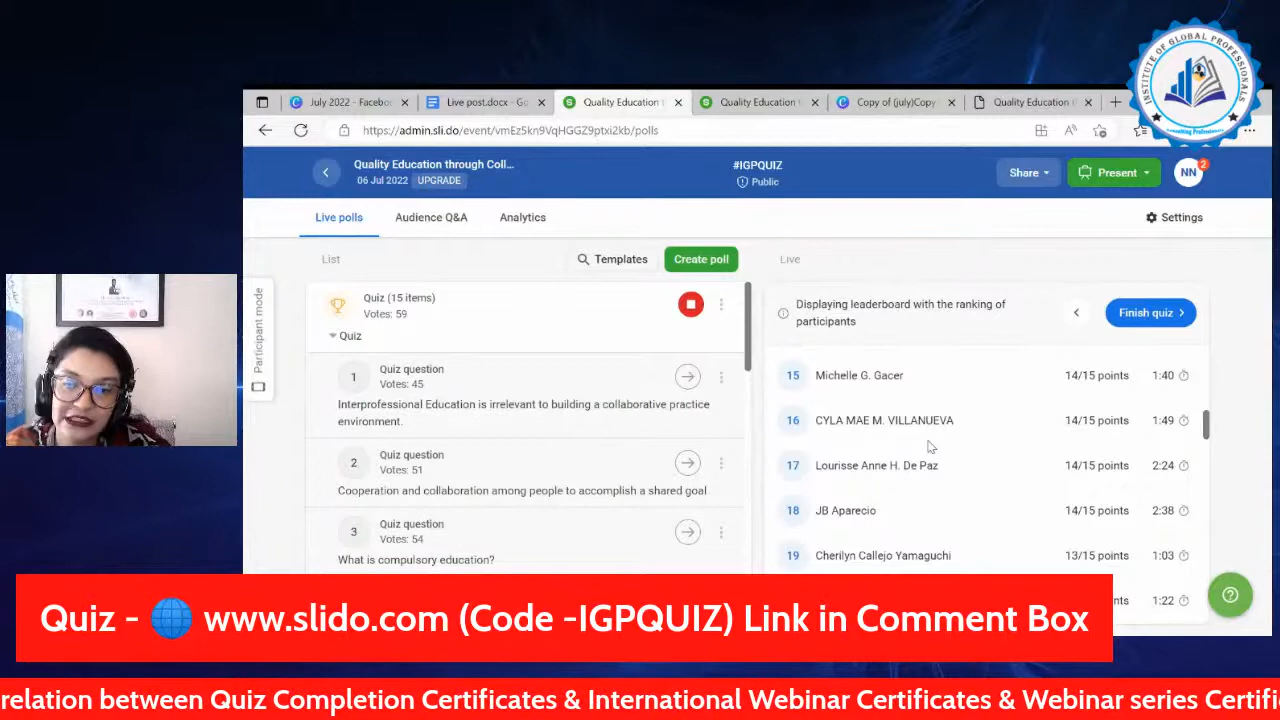 INSTITUTE OF GLOBAL PROFESSIONALS
July 2022 - Faceboo
Live post.docx - Go
Quality Education t
Quality Education t
Copy of (july)Copy
Quality Education
https://admin.sli.do/event/vmEz5kn9VqHGGZ9ptxi2kb/polls
Quality Education through Coll...
06 Jul 2022 UPGRADE
#IGPQUIZ
Public
Share
Present
NN
2
Live polls
Audience Q&A
Analytics
Settings
Participant mode
List
Templates
Create poll
Quiz (15 items)
Votes: 59
Quiz
1
Quiz question
Votes: 45
Interprofessional Education is irrelevant to building a collaborative practice
environment.
2
Quiz question
Votes: 51
Cooperation and collaboration among people to accomplish a shared goal
3
Quiz question
Votes: 54
What is compulsory education?
Live
Displaying leaderboard with the ranking of
participants
Finish quiz
15 Michelle G. Gacer 14/15 points 1:40
16 CYLA MAE M. VILLANUEVA 14/15 points 1:49
17 Lourisse Anne H. De Paz 14/15 points 2:24
18 JB Aparecio 14/15 points 2:38
19 Cherilyn Callejo Yamaguchi 13/15 points 1:03
points 1:22
Quiz - 🌐 www.slido.com (Code -IGPQUIZ) Link in Comment Box
relation between Quiz Completion Certificates & International Webinar Certificates & Webinar series Certifi